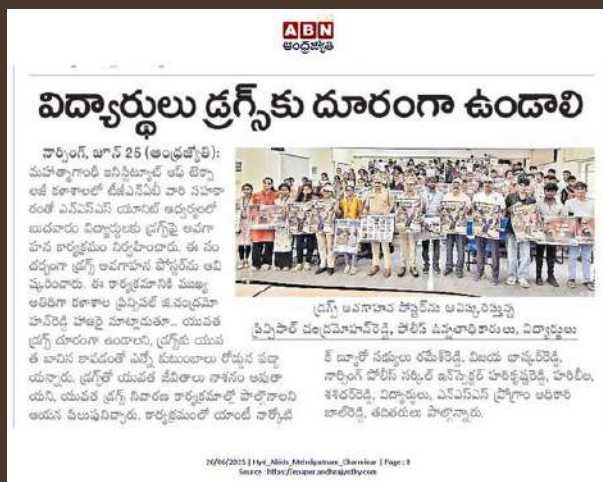 ABN
ఆంధ్రజ్యోతి
విద్యార్థులు డ్రగ్స్‌కు దూరంగా ఉండాలి
నార్సింగ్, జూన్ 25 (ఆంధ్రజ్యోతి):
మహాత్మాగాంధీ ఇనిస్టిట్యూట్ ఆఫ్ టెక్నా
లజీ కళాశాలలో టీజీఎన్ఏబీ వారి సహకా
రంతో ఎన్ఎస్ఎస్ యూనిట్ ఆధ్వర్యంలో
బుదవారం విద్యార్థులకు డ్రగ్స్‌పై అవగా
హన కార్యక్రమం నిర్వహించారు. ఈ సం
దర్భంగా డ్రగ్స్ అవగాహన పోస్టర్‌ను ఆవి
ష్కరించారు. ఈ కార్యక్రమానికి ముఖ్య
అతిథిగా కళాశాల ప్రిన్సిపల్ జి.చంద్రమో
హన్‌రెడ్డి హాజరై మాట్లాడుతూ.. యువత
డ్రగ్స్ దూరంగా ఉండాలని, డ్రగ్స్‌కు యువ
త బానిస కావడంతో ఎన్నో కుటుంబాలు రోడ్డున పడ్డా
యన్నారు. డ్రగ్స్‌తో యువత జీవితాలు నాశనం అవుతా
యని, యువత డ్రగ్స్ నివారణ కార్యక్రమాల్లో పాల్గొనాలని
ఆయన పిలుపునిచ్చారు. కార్యక్రమంలో యాంటీ నార్కోటి
డ్రగ్స్ అవగాహన పోస్టర్‌ను ఆవిష్కరిస్తున్న
ప్రిన్సిపాల్ చంద్రమోహన్‌రెడ్డి, పోలీస్ ఉన్నతాధికారులు, విద్యార్థులు
క్ బ్యూరో సభ్యులు రమేశ్‌రెడ్డి, విజయ భాస్కర్‌రెడ్డి,
నార్సింగ్ పోలీస్ సర్కిల్ ఇన్‌స్పెక్టర్ హరికృష్ణరెడ్డి, హరిలీల,
శశిధర్‌రెడ్డి, విద్యార్థులు, ఎన్ఎస్ఎస్ ప్రోగ్రాం అధికారి
బాల్‌రెడ్డి, తదితరులు పాల్గొన్నారు.
26/06/2025 | Hyd_Abids_Mehdipatnam_Charminar | Page : 8
Source : https://epaper.andhrajyothy.com